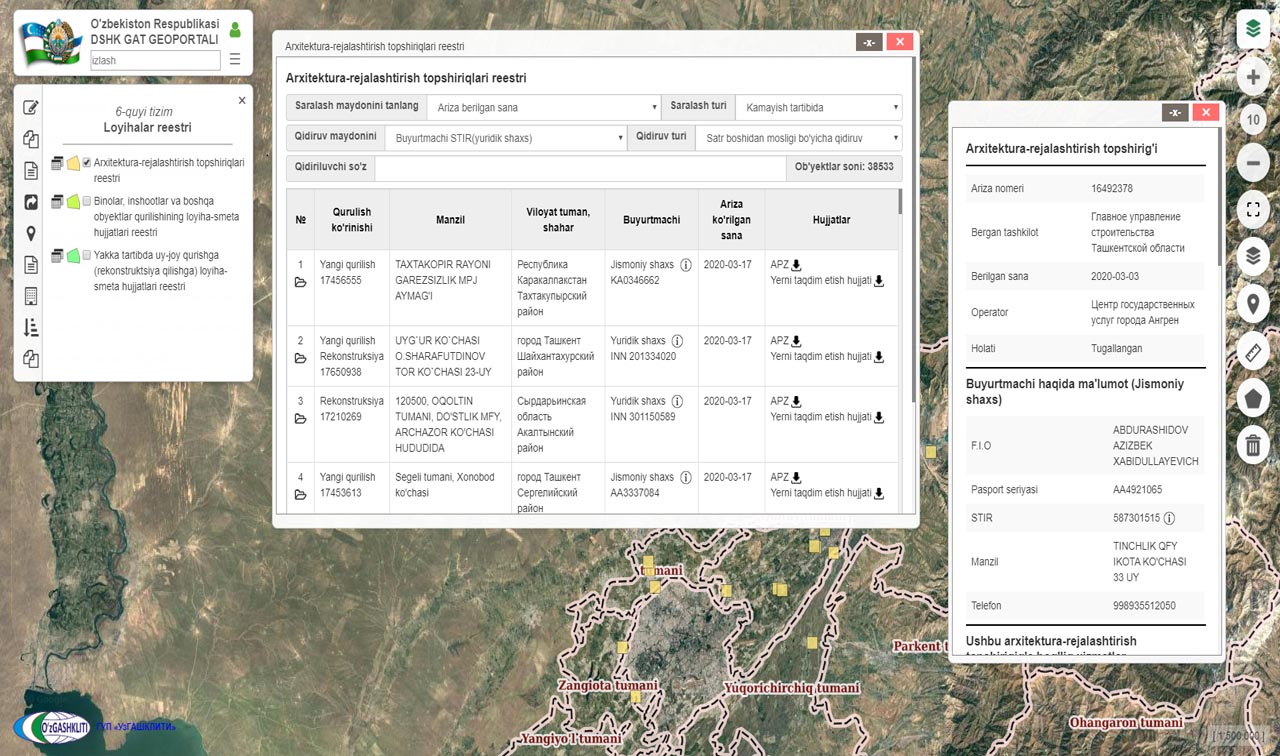 O'zbekiston Respublikasi
DSHK GAT GEOPORTALI
izlash
6-quyi tizim
Loyihalar reestri
Arxitektura-rejalashtirish topshiriqlari
reestri
Binolar, inshootlar va boshqa
obyektlar qurilishining loyiha-smeta
hujjatlari reestri
Yakka tartibda uy-joy qurishga
(rekonstruktsiya qilishga) loyiha-
smeta hujjatlari reestri
Arxitektura-rejalashtirish topshiriqlari reestri
-x-
Arxitektura-rejalashtirish topshiriqlari reestri
Saralash maydonini tanlang Ariza berilgan sana Saralash turi Kamayish tartibida
Qidiruv maydonini Buyurtmachi STIR(yuridik shaxs) Qidiruv turi Satr boshidan mosligi bo'yicha qidiruv
Qidiriluvchi so'z Ob'yektlar soni: 38533
№ Qurulish ko'rinishi Manzil Viloyat tuman, shahar Buyurtmachi Ariza ko'rilgan sana Hujjatlar
1 Yangi qurilish Jismoniy shaxs 2020-03-17 APZ
17456555
TAXTAKOPIR RAYONI
GAREZSIZLIK MPJ
AYMAG'I
Республика
Каракалпакстан
Тахтакупырский
район
KA0346662
Yerni taqdim etish hujjati
2 Yangi qurilish
Rekonstruksiya
17650938
UYG`UR KO`CHASI
O.SHARAFUTDINOV
TOR KO`CHASI 23-UY
город Ташкент
Шайхантахурский
район
Yuridik shaxs
INN 201334020
2020-03-17
APZ
Yerni taqdim etish hujjati
3 Rekonstruksiya
17210269
120500, OQOLTIN
TUMANI, DO'STLIK MFY,
ARCHAZOR KO'CHASI
HUDUDIDA
Сырдарьинская
область
Акалтынский
район
Yuridik shaxs
INN 301150589
2020-03-17
APZ
Yerni taqdim etish hujjati
4 Yangi qurilish
17453613
Segeli tumani, Xonobod
ko'chasi
город Ташкент
Сергелийский
район
Jismoniy shaxs
AA3337084
2020-03-17
APZ
Yerni taqdim etish hujjati
-x-
Arxitektura-rejalashtirish topshirig'i
Ariza nomeri 16492378
Bergan tashkilot
Главное управление
строительства
Ташкентской области
Berilgan sana 2020-03-03
Operator
Центр государственных
услуг города Ангрен
Holati Tugallangan
Buyurtmachi haqida ma'lumot (Jismoniy
shaxs)
F.I.O
ABDURASHIDOV
AZIZBEK
XABIDULLAYEVICH
Pasport seriyasi AA4921065
STIR 587301515
Manzil
TINCHLIK QFY
IKOTA KO'CHASI
33 UY
Telefon 998935512050
Ushbu arxitektura-rejalashtirish
10
tumani
Zangiota tumani
Yuqorichirchiq tumani
Yangiyo'l tumani
Parkent t
Ohangaron tumani
O'zGASHKLITI
ГУП «УзГАШКЛИТИ»
[ 1:500 000 ]